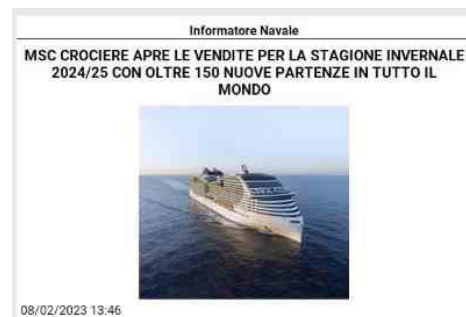 Informatore Navale
MSC CROCIERE APRE LE VENDITE PER LA STAGIONE INVERNALE
2024/25 CON OLTRE 150 NUOVE PARTENZE IN TUTTO IL
MONDO
08/02/2023 13:46